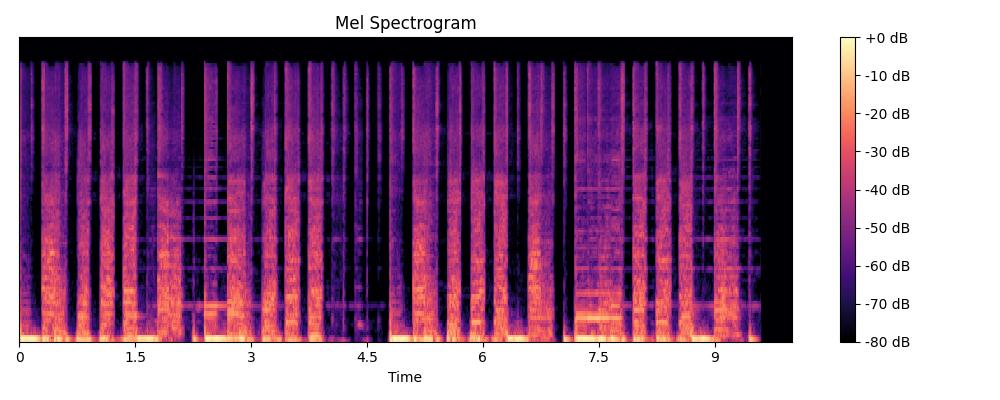 Mel Spectrogram
+0 dB
-10 dB
-20 dB
-30 dB
-40 dB
-50 dB
-60 dB
-70 dB
-80 dB
0
1.5
3
4.5
6
7.5
9
Time